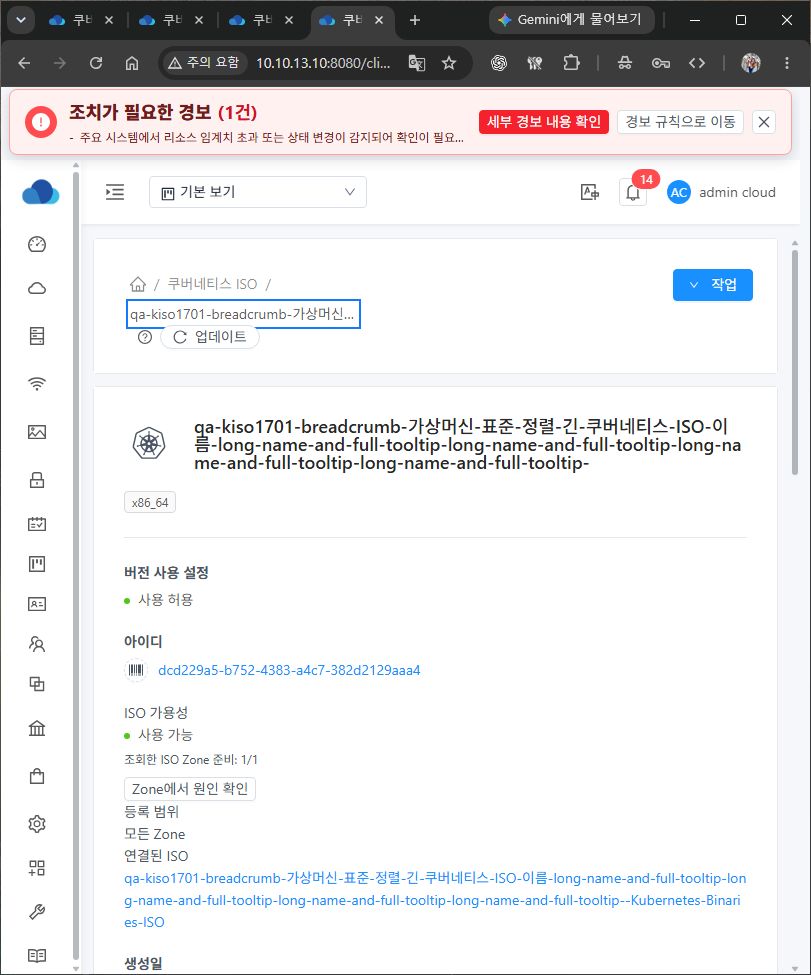 쿠버
쿠ㅂ
쿠ㅂ
쿠ㅂ
Gemini에게 물어보기
주의 요함
10.10.13.10:8080/cli...
조치가 필요한 경보 (1건)
- 주요 시스템에서 리소스 임계치 초과 또는 상태 변경이 감지되어 확인이 필요...
세부 경보 내용 확인
경보 규칙으로 이동
기본 보기
14
AC
admin cloud
/ 쿠버네티스 ISO /
작업
qa-kiso1701-breadcrumb-가상머신...
업데이트
qa-kiso1701-breadcrumb-가상머신-표준-정렬-긴-쿠버네티스-ISO-이
름-long-name-and-full-tooltip-long-name-and-full-tooltip-long-na
me-and-full-tooltip-long-name-and-full-tooltip-
x86_64
버전 사용 설정
사용 허용
아이디
dcd229a5-b752-4383-a4c7-382d2129aaa4
ISO 가용성
사용 가능
조회한 ISO Zone 준비: 1/1
Zone에서 원인 확인
등록 범위
모든 Zone
연결된 ISO
qa-kiso1701-breadcrumb-가상머신-표준-정렬-긴-쿠버네티스-ISO-이름-long-name-and-full-tooltip-lon
g-name-and-full-tooltip-long-name-and-full-tooltip-long-name-and-full-tooltip--Kubernetes-Binari
es-ISO
생성일